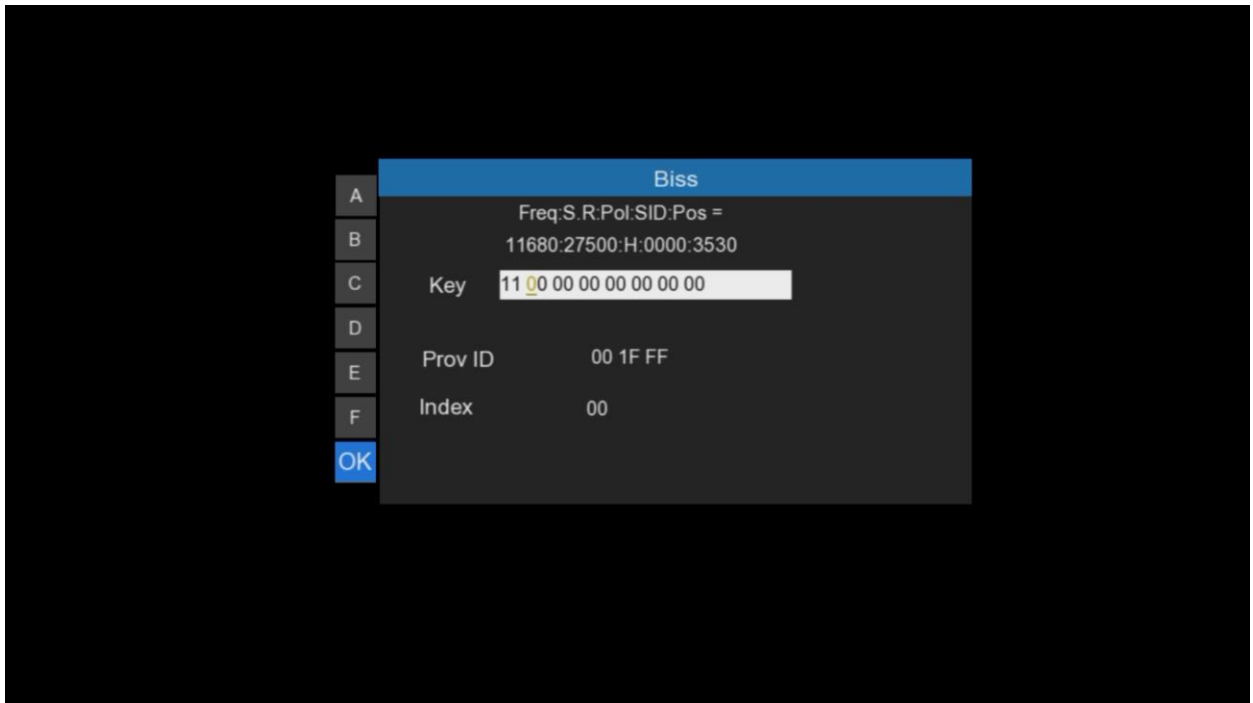 Biss
Freq:S.R:Pol:SID:Pos =
11680:27500:H:0000:3530
Key 11 00 00 00 00 00 00 00
Prov ID 00 1F FF
Index 00
A
B
C
D
E
F
OK